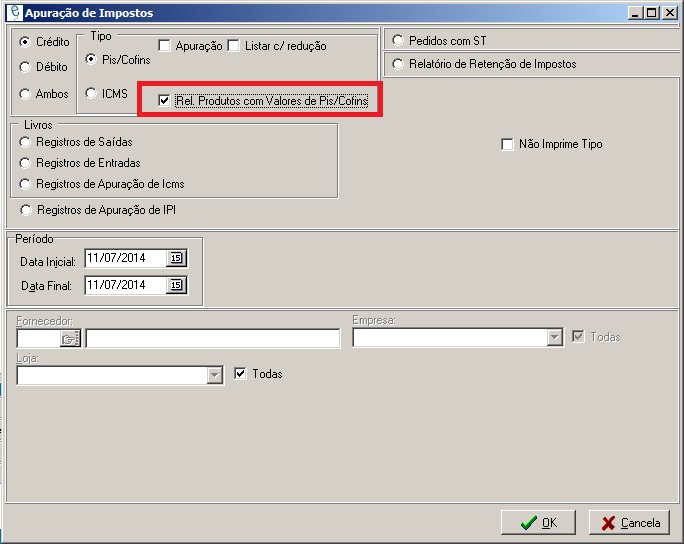 Apuração de Impostos
Crédito
Débito
Ambos
Tipo
Pis/Cofins
ICMS
Apuração
Listar c/ redução
Rel. Produtos com Valores de Pis/Cofins
Pedidos com ST
Relatório de Retenção de Impostos
Livros
Registros de Saídas
Registros de Entradas
Registros de Apuração de Icms
Registros de Apuração de IPI
Não Imprime Tipo
Período
Data Inicial: 11/07/2014 15
Data Final: 11/07/2014 15
Fornecedor:
Empresa:
Todas
Loja:
Todas
OK
Cancela